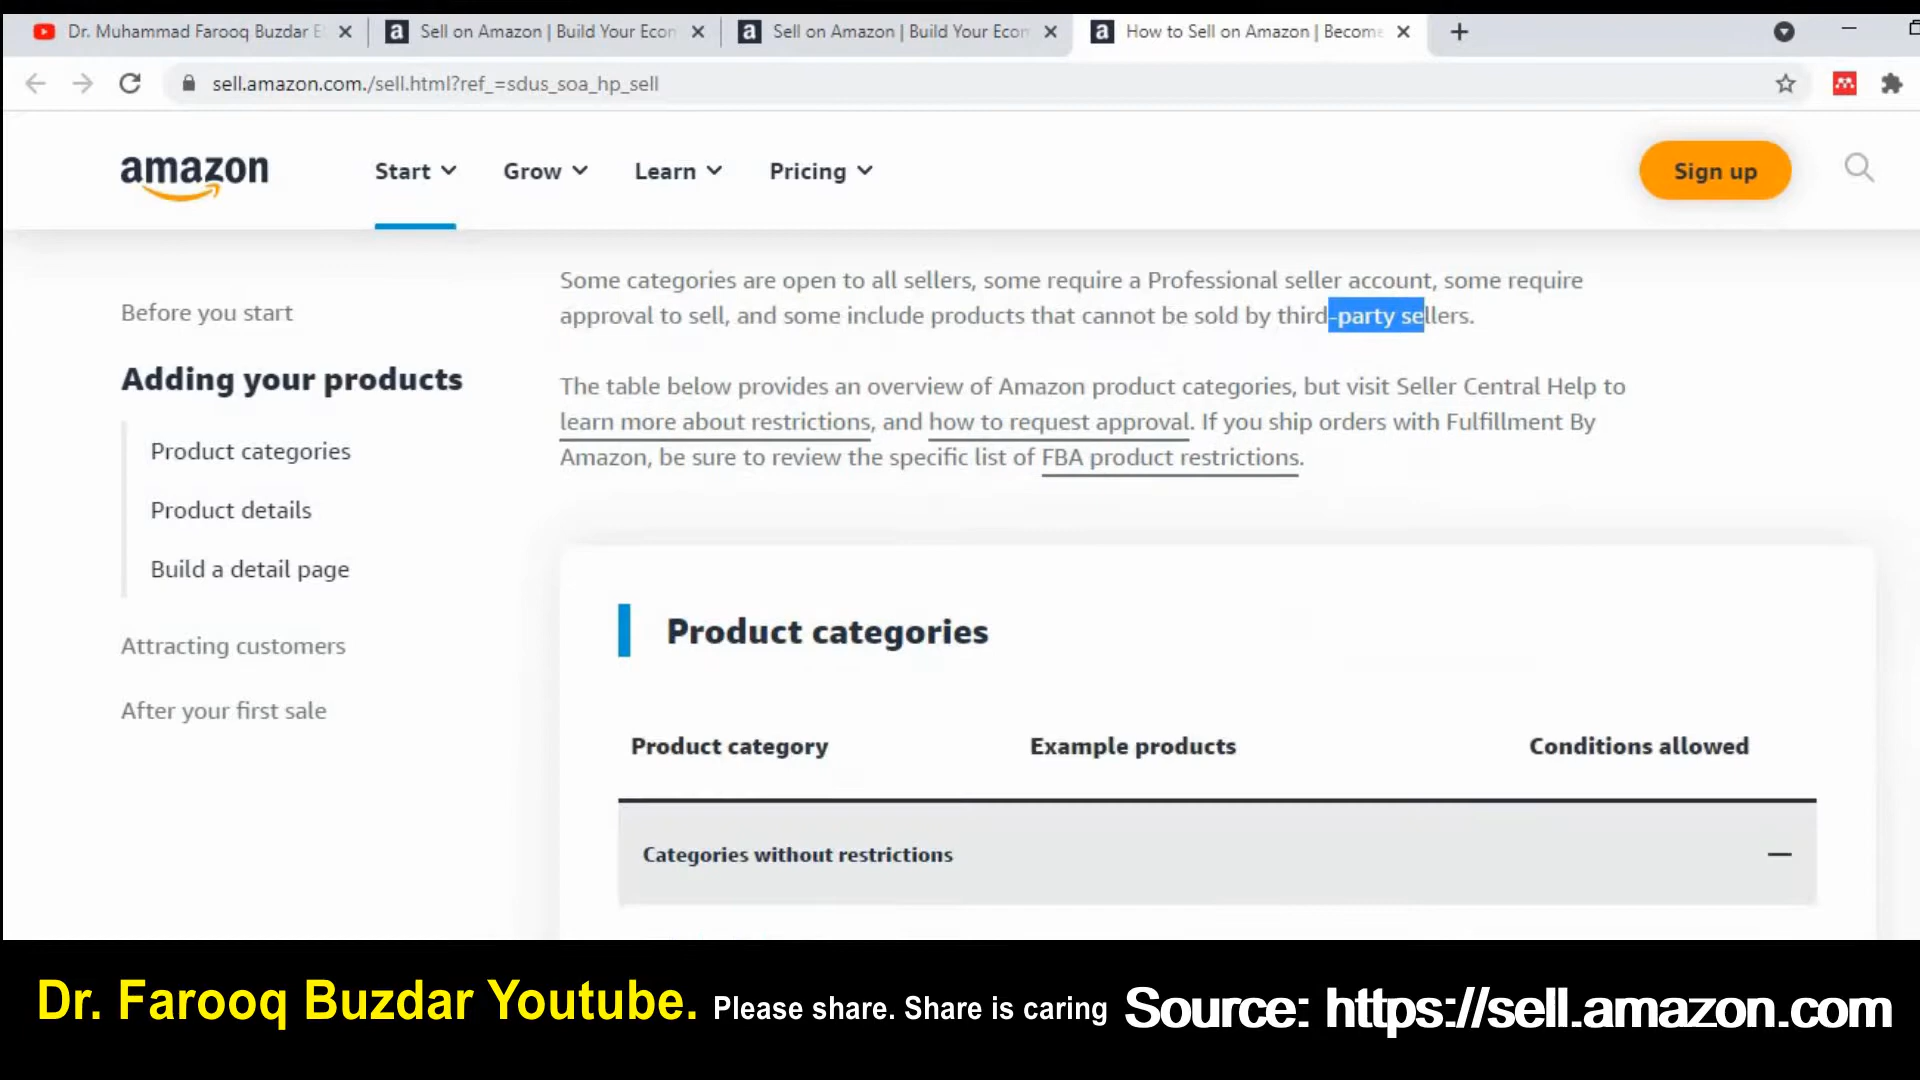 Dr. Muhammad Farooq Buzdar
Sell on Amazon | Build Your Econ
Sell on Amazon | Build Your Econ
How to Sell on Amazon | Become
sell.amazon.com./sell.html?ref_=sdus_soa_hp_sell
amazon
Start
Grow
Learn
Pricing
Sign up
Before you start
Adding your products
Product categories
Product details
Build a detail page
Attracting customers
After your first sale
Some categories are open to all sellers, some require a Professional seller account, some require
approval to sell, and some include products that cannot be sold by third-party sellers.
The table below provides an overview of Amazon product categories, but visit Seller Central Help to
learn more about restrictions, and how to request approval. If you ship orders with Fulfillment By
Amazon, be sure to review the specific list of FBA product restrictions.
Product categories
Product category Example products Conditions allowed
Categories without restrictions
Dr. Farooq Buzdar Youtube. Please share. Share is caring Source: https://sell.amazon.com